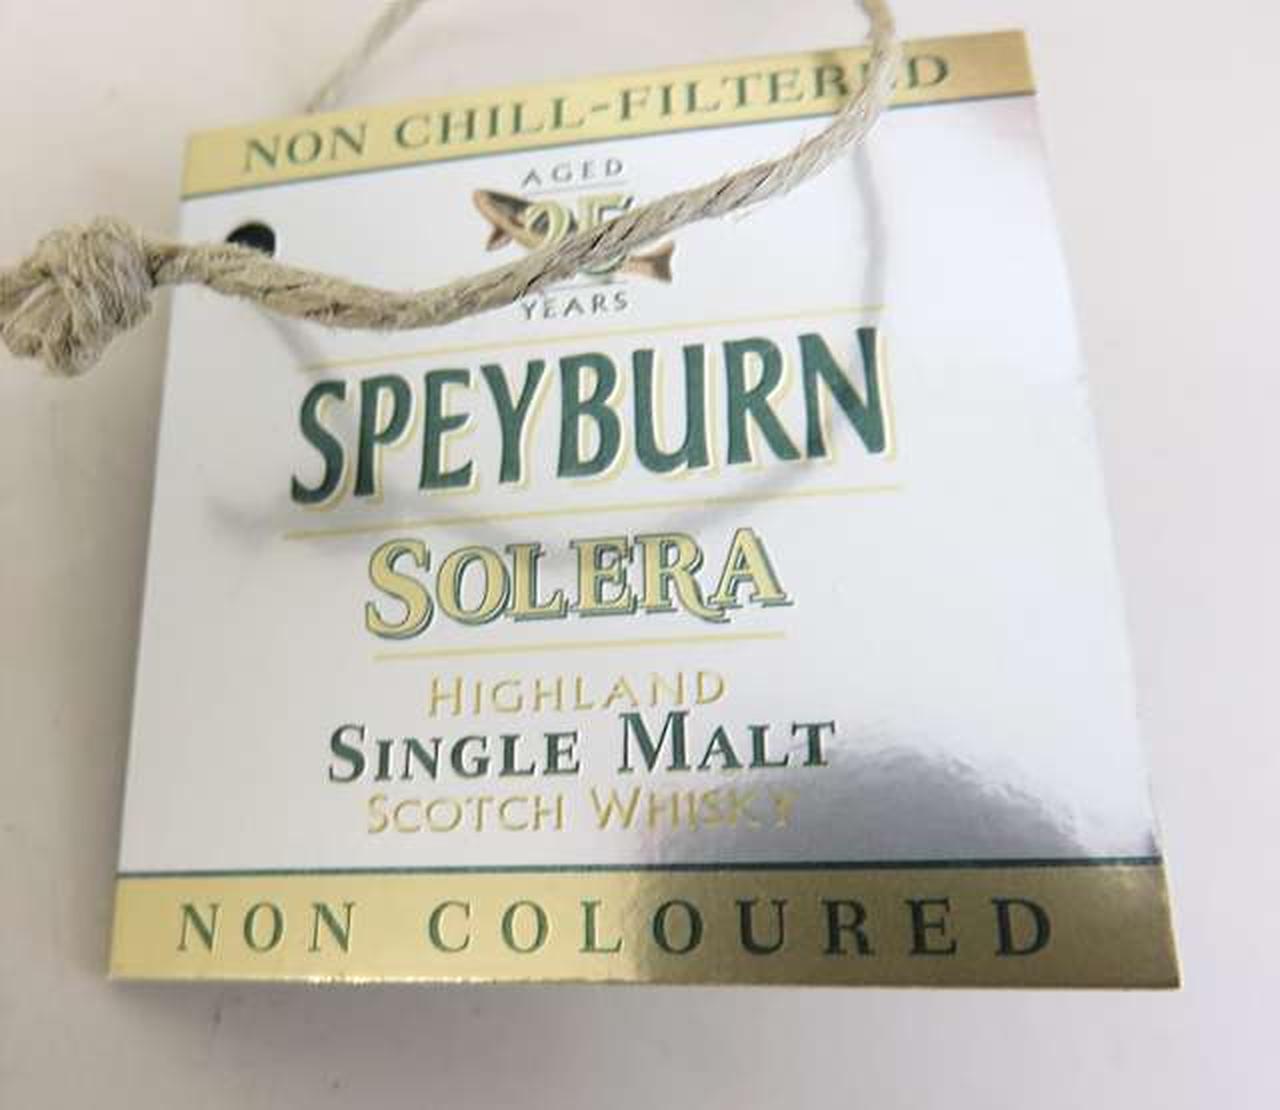 NON CHILL-FILTERED
AGED
25
YEARS
SPEYBURN
SOLERA
HIGHLAND
SINGLE MALT
SCOTCH WHISKY
NON COLOURED